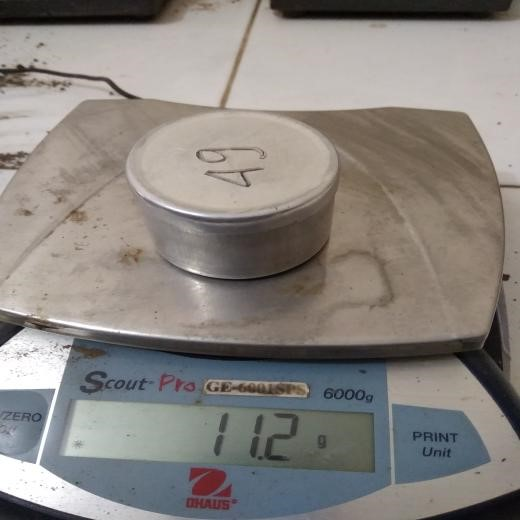 49
Scout Pro GE-6001SPS 6000g
/ZERO
11.2 g
PRINT
Unit
OHAUS